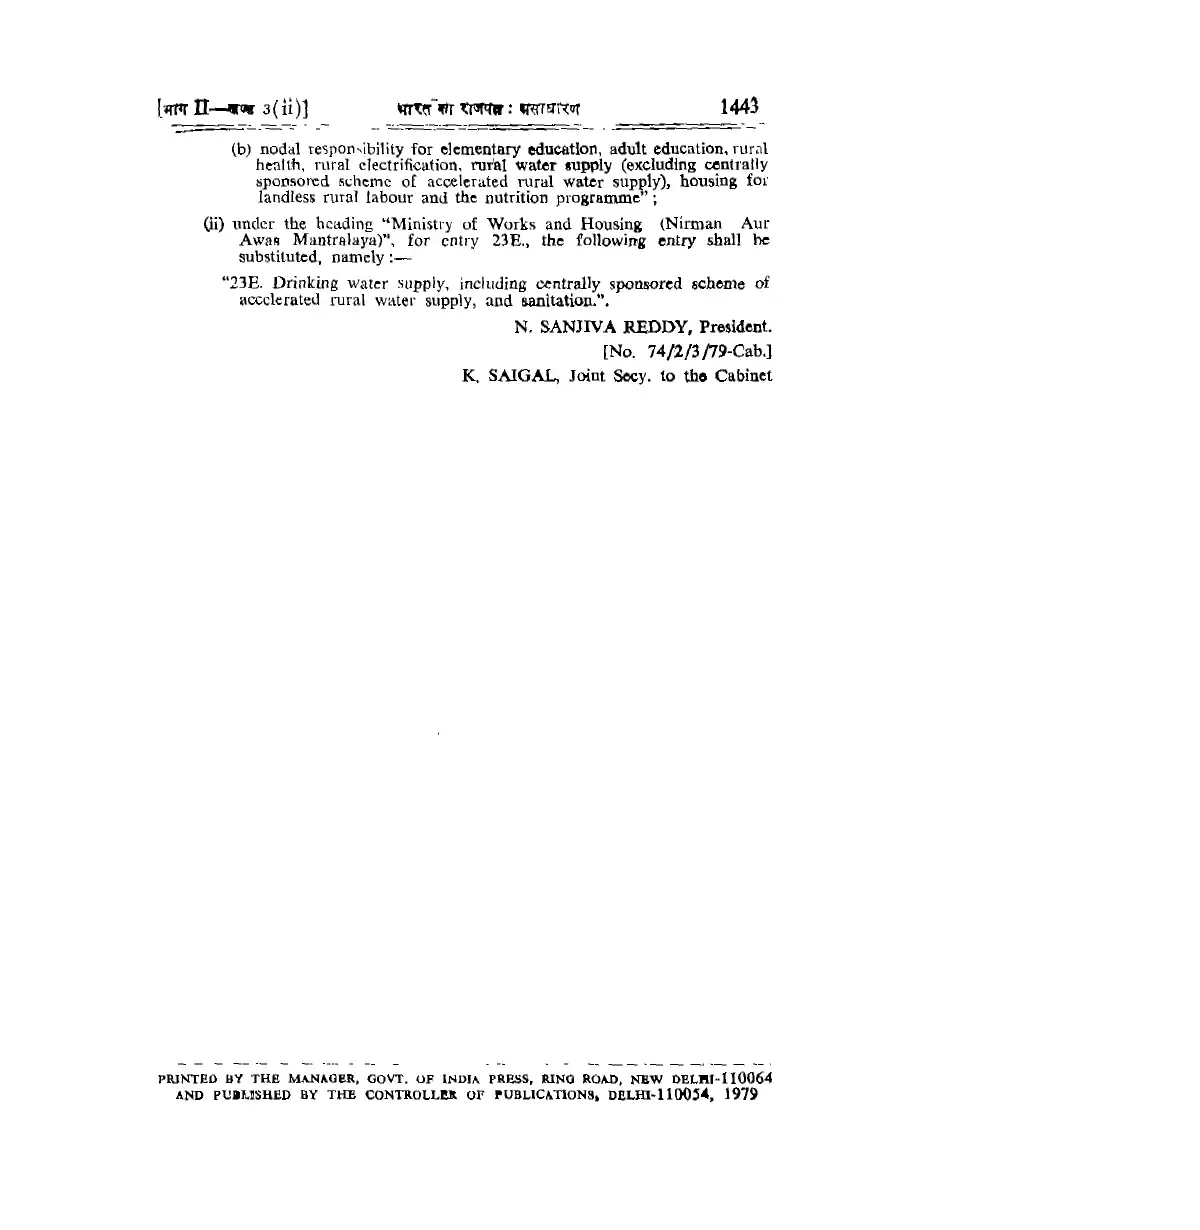 [भाग II—खण्ड 3(ii)] भारत का राजपत्र : असाधारण 1443
(b) nodal responsibility for elementary education, adult education, rural
health, rural electrification, rural water supply (excluding centrally
sponsored scheme of accelerated rural water supply), housing for
landless rural labour and the nutrition programme" ;
(ii) under the heading "Ministry of Works and Housing (Nirman Aur
Awas Mantralaya)", for entry 23E., the following entry shall be
substituted, namely :—
"23E. Drinking water supply, including centrally sponsored scheme of
accelerated rural water supply, and sanitation.".
N. SANJIVA REDDY, President.
[No. 74/2/3/79-Cab.]
K. SAIGAL, Joint Secy. to the Cabinet
PRINTED BY THE MANAGER, GOVT. OF INDIA PRESS, RING ROAD, NEW DELHI-110064
AND PUBLISHED BY THE CONTROLLER OF PUBLICATIONS, DELHI-110054, 1979